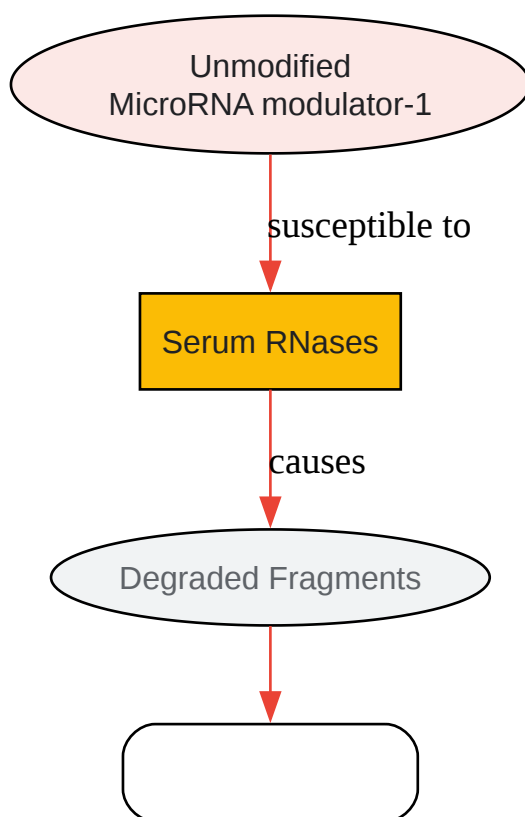 Unmodified
MicroRNA modulator-1
susceptible to
Serum RNases
causes
Degraded Fragments